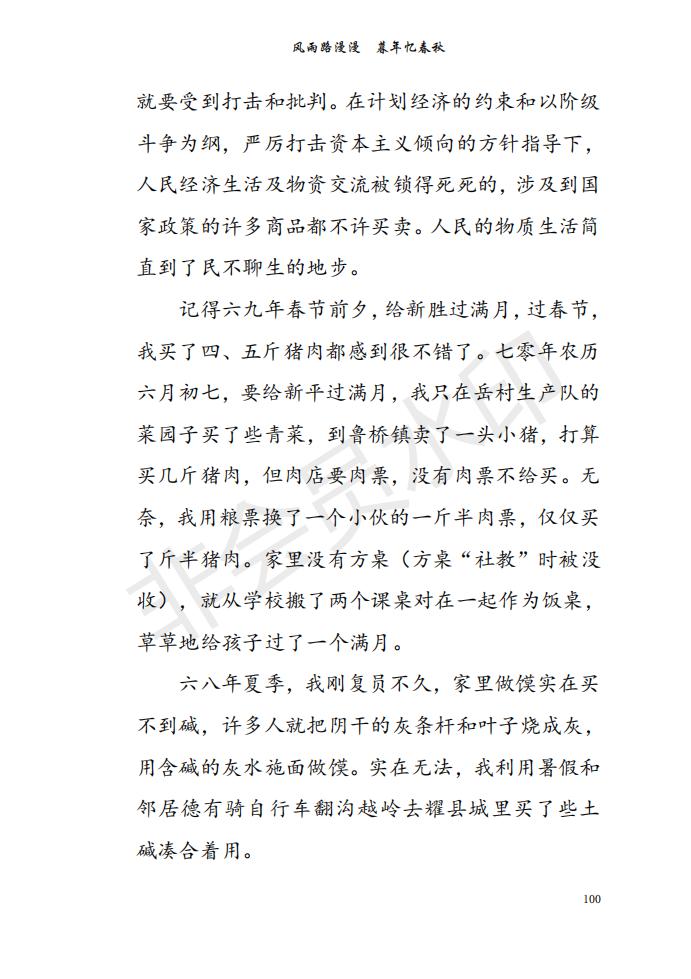 风雨路漫漫 暮年忆春秋
就要受到打击和批判。在计划经济的约束和以阶级
斗争为纲，严厉打击资本主义倾向的方针指导下，
人民经济生活及物资交流被锁得死死的，涉及到国
家政策的许多商品都不许买卖。人民的物质生活简
直到了民不聊生的地步。
记得六九年春节前夕，给新胜过满月，过春节，
我买了四、五斤猪肉都感到很不错了。七零年农历
六月初七，要给新平过满月，我只在岳村生产队的
菜园子买了些青菜，到鲁桥镇卖了一头小猪，打算
买几斤猪肉，但肉店要肉票，没有肉票不给买。无
奈，我用粮票换了一个小伙的一斤半肉票，仅仅买
了斤半猪肉。家里没有方桌（方桌“社教”时被没
收），就从学校搬了两个课桌对在一起作为饭桌，
草草地给孩子过了一个满月。
六八年夏季，我刚复员不久，家里做馍实在买
不到碱，许多人就把阴干的灰条杆和叶子烧成灰，
用含碱的灰水施面做馍。实在无法，我利用暑假和
邻居德有骑自行车翻沟越岭去耀县城里买了些土
碱凑合着用。
非会员水印
100